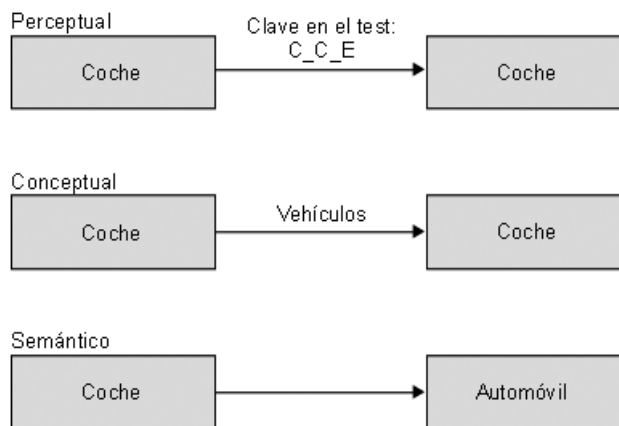 Perceptual
Clave en el test:
C_C_E
Coche
Coche
Conceptual
Coche
Vehículos
Coche
Semántico
Coche
Automóvil